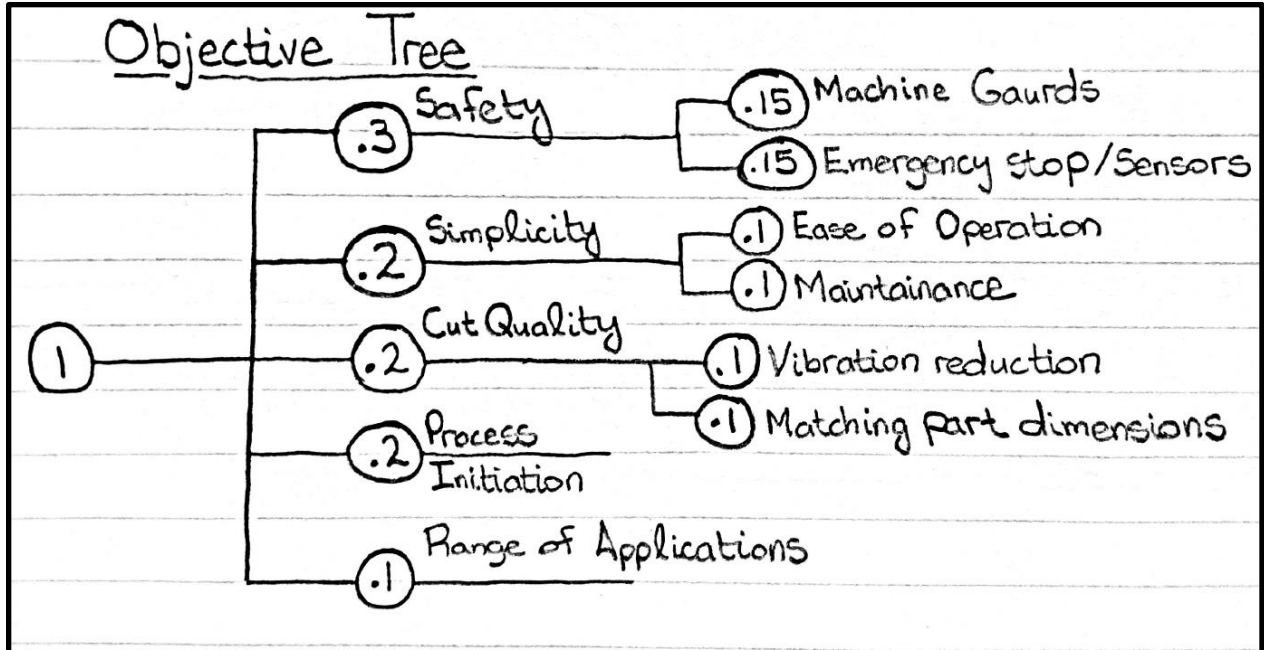 Objective Tree
.3 Safety
.15 Machine Gaurds
.15 Emergency stop/Sensors
.2 Simplicity
.1 Ease of Operation
.1 Maintainance
1
.2 Cut Quality
.1 Vibration reduction
.1 Matching part dimensions
.2 Process
Initiation
.1 Range of Applications